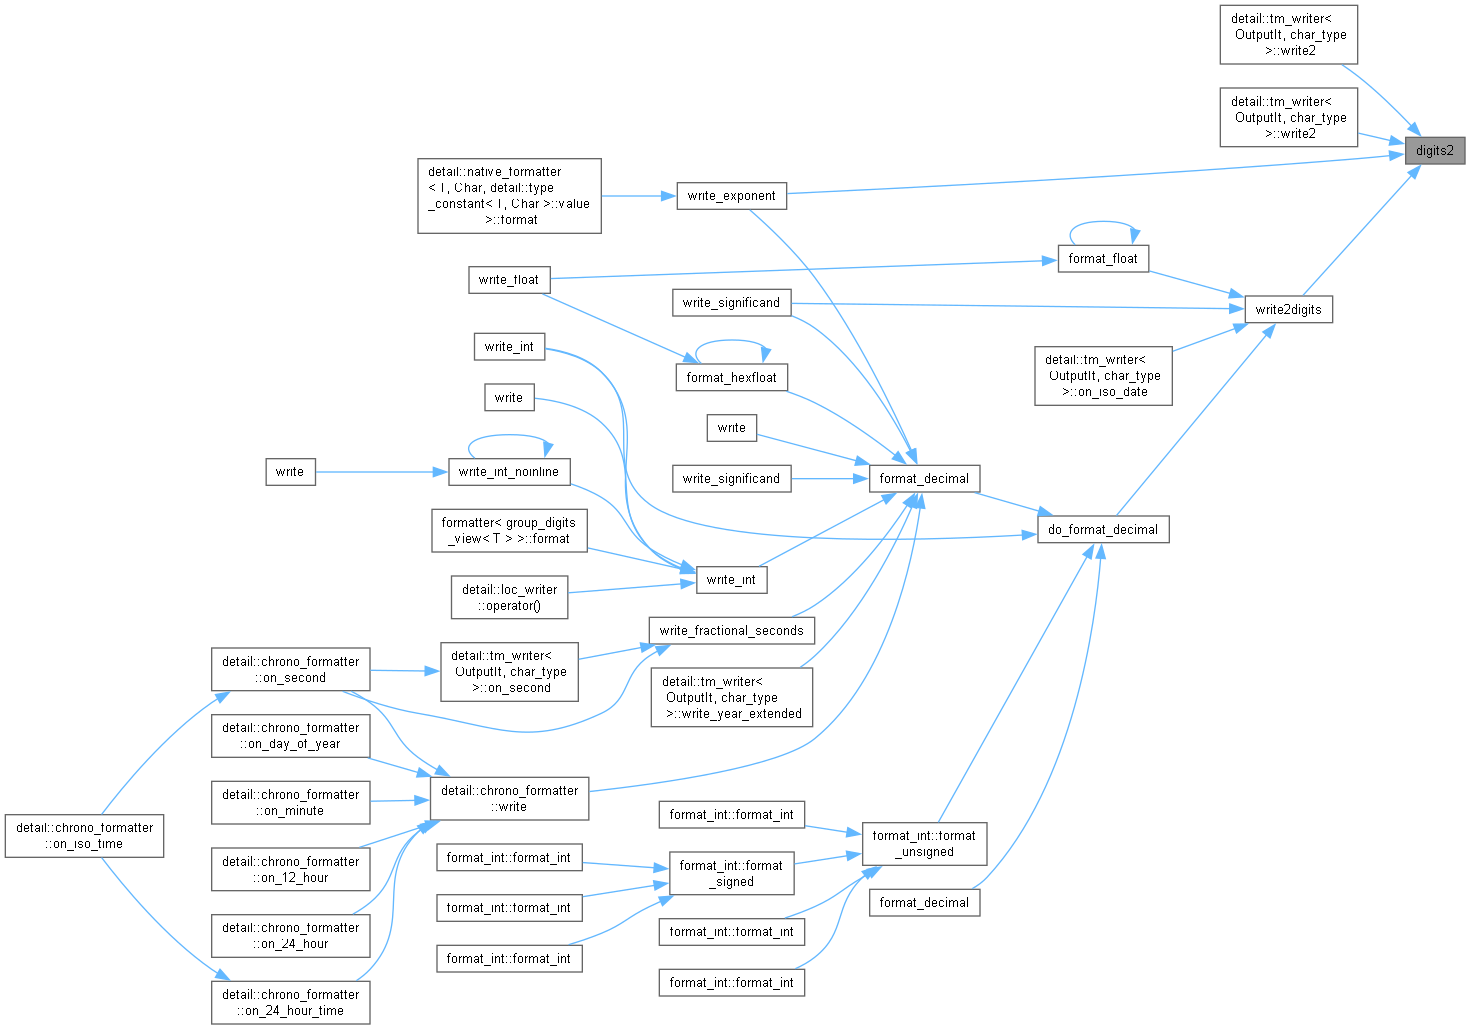 detail::tm_writer<
OutputIt, char_type
>::write2
detail::tm_writer<
OutputIt, char_type
>::write2
digits2
detail::native_formatter
< T, Char, detail::type
_constant< T, Char >::value
>::format
write_exponent
format_float
write_float
write_significand
write2digits
write_int
format_hexfloat
detail::tm_writer<
OutputIt, char_type
>::on_iso_date
write
write
write
write_int_noinline
write_significand
format_decimal
formatter< group_digits
_view< T > >::format
do_format_decimal
write_int
detail::loc_writer
::operator()
write_fractional_seconds
detail::chrono_formatter
::on_second
detail::tm_writer<
OutputIt, char_type
>::on_second
detail::tm_writer<
OutputIt, char_type
>::write_year_extended
detail::chrono_formatter
::on_day_of_year
detail::chrono_formatter
::on_minute
detail::chrono_formatter
::write
detail::chrono_formatter
::on_iso_time
format_int::format_int
format_int::format
_unsigned
detail::chrono_formatter
::on_12_hour
format_int::format_int
format_int::format
_signed
format_decimal
format_int::format_int
detail::chrono_formatter
::on_24_hour
format_int::format_int
format_int::format_int
format_int::format_int
detail::chrono_formatter
::on_24_hour_time